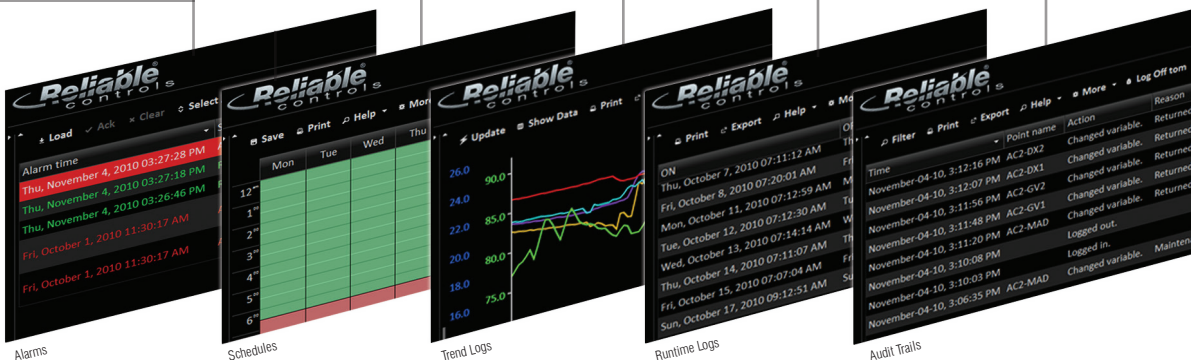 Reliable
controls
Load Ack Clear Select
Alarm time
Thu, November 4, 2010 03:27:28 PM
Thu, November 4, 2010 03:27:18 PM
Thu, November 4, 2010 03:26:46 PM
Fri, October 1, 2010 11:30:17 AM
Fri, October 1, 2010 11:30:17 AM
Alarms
Reliable
controls
Save Print Help More
Mon Tue Wed Thu
12
1
2
3
4
5
6
Schedules
Reliable
controls
Update Show Data Print
26.0 90.0
24.0
22.0 85.0
20.0 80.0
18.0
16.0 75.0
Trend Logs
Reliable
controls
Print Export Help
ON
Thu, October 7, 2010 07:11:12 AM
Fri, October 8, 2010 07:20:01 AM
Mon, October 11, 2010 07:12:59 AM
Tue, October 12, 2010 07:12:30 AM
Wed, October 13, 2010 07:14:14 AM
Thu, October 14, 2010 07:11:07 AM
Fri, October 15, 2010 07:07:04 AM
Sun, October 17, 2010 09:12:51 AM
Runtime Logs
Reliable
controls
Filter Print Export Help More Log Off tom
Time Point name Action Reason
November-04-10, 3:12:16 PM AC2-DX2 Changed variable. Returned
November-04-10, 3:12:07 PM AC2-DX1 Changed variable. Returned
November-04-10, 3:11:56 PM AC2-GV2 Changed variable. Returned
November-04-10, 3:11:48 PM AC2-GV1 Changed variable. Returned
November-04-10, 3:11:20 PM AC2-MAD Changed variable. Returned
November-04-10, 3:10:08 PM Logged out.
November-04-10, 3:10:03 PM Logged in.
November-04-10, 3:06:35 PM AC2-MAD Changed variable.
Audit Trails